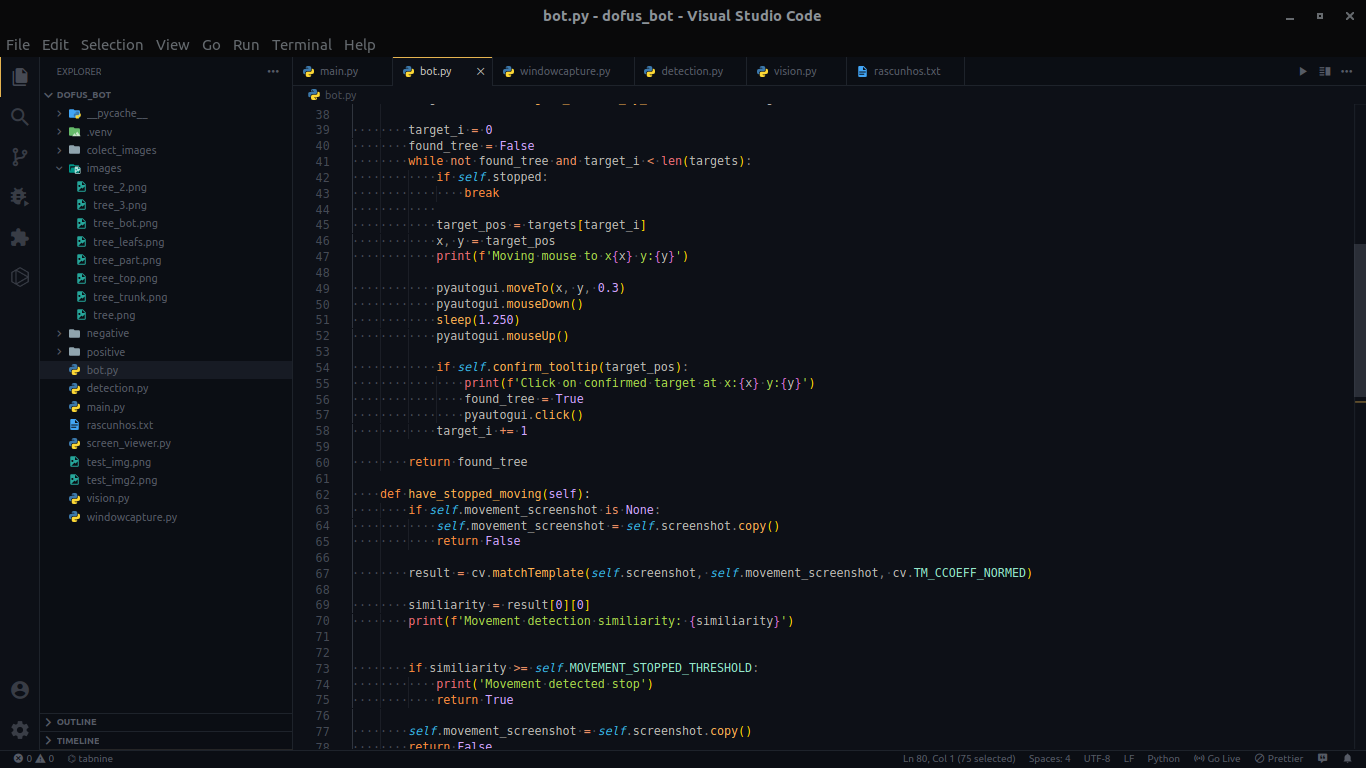 bot.py - dofus_bot - Visual Studio Code
File Edit Selection View Go Run Terminal Help
EXPLORER
DOFUS_BOT
__pycache__
.venv
colect_images
images
tree_2.png
tree_3.png
tree_bot.png
tree_leafs.png
tree_part.png
tree_top.png
tree_trunk.png
tree.png
negative
positive
bot.py
detection.py
main.py
rascunhos.txt
screen_viewer.py
test_img.png
test_img2.png
vision.py
windowcapture.py
OUTLINE
TIMELINE
main.py bot.py windowcapture.py detection.py vision.py rascunhos.txt
bot.py
38
39 target_i = 0
40 found_tree = False
41 while not found_tree and target_i < len(targets):
42 if self.stopped:
43 break
44
45 target_pos = targets[target_i]
46 x, y = target_pos
47 print(f'Moving mouse to x{x} y:{y}')
48
49 pyautogui.moveTo(x, y, 0.3)
50 pyautogui.mouseDown()
51 sleep(1.250)
52 pyautogui.mouseUp()
53
54 if self.confirm_tooltip(target_pos):
55 print(f'Click on confirmed target at x:{x} y:{y}')
56 found_tree = True
57 pyautogui.click()
58 target_i += 1
59
60 return found_tree
61
62 def have_stopped_moving(self):
63 if self.movement_screenshot is None:
64 self.movement_screenshot = self.screenshot.copy()
65 return False
66
67 result = cv.matchTemplate(self.screenshot, self.movement_screenshot, cv.TM_CCOEFF_NORMED)
68
69 similiarity = result[0][0]
70 print(f'Movement detection similiarity: {similiarity}')
71
72
73 if similiarity >= self.MOVEMENT_STOPPED_THRESHOLD:
74 print('Movement detected stop')
75 return True
76
77 self.movement_screenshot = self.screenshot.copy()
78 return False
0 0 tabnine Ln 80, Col 1 (75 selected) Spaces: 4 UTF-8 LF Python Go Live Prettier